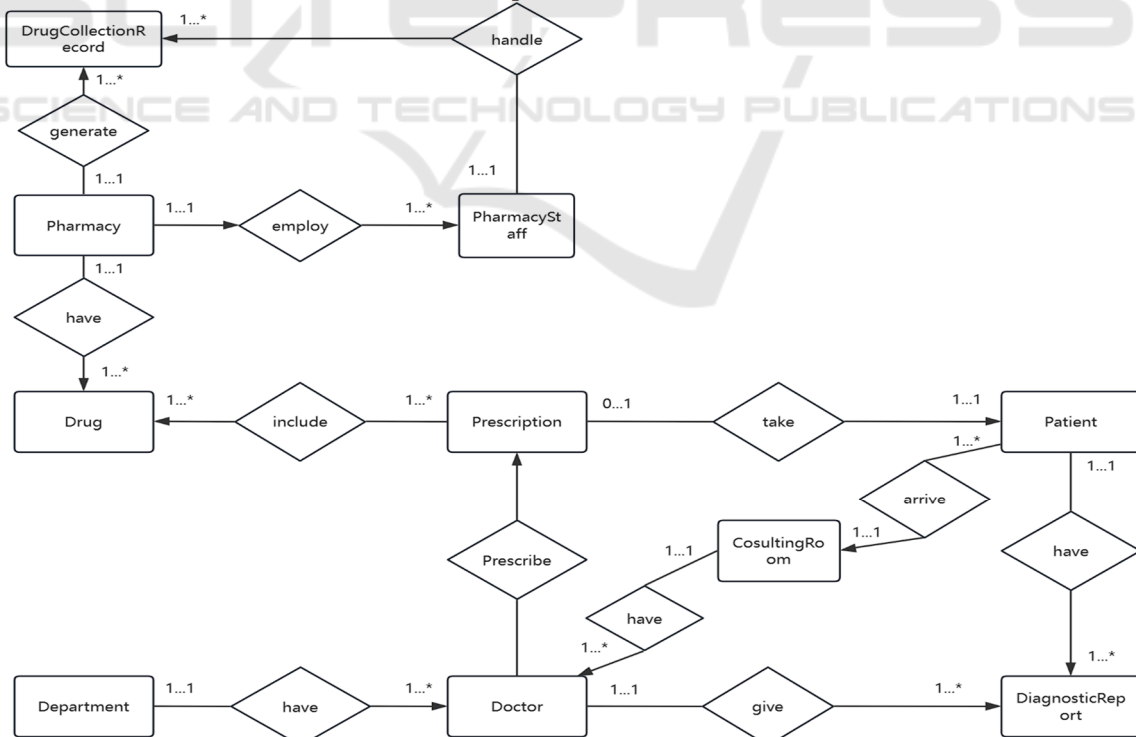 SCITEPRESS
1...*
DrugCollectionR
ecord
handle
1...*
SCIENCE AND TECHNOLOGY PUBLICATIONS
generate
1...1
1...1
Pharmacy
1...1
employ
1...*
PharmacySt
aff
1...1
have
1...*
Drug
1...*
include
1...*
Prescription
0...1
take
1...1
Patient
1...*
1...1
arrive
1...1
CosultingRo
om
1...1
have
Prescribe
have
1...*
1...*
Department
1...1
have
1...*
Doctor
1...1
give
1...*
DiagnosticRep
ort